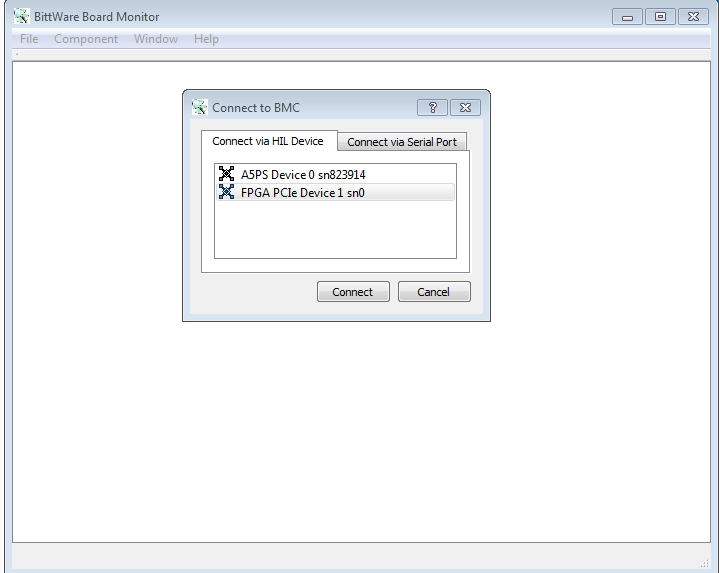 BittWare Board Monitor
File Component Window Help
Connect to BMC
Connect via HIL Device Connect via Serial Port
A5PS Device 0 sn823914
FPGA PCIe Device 1 sn0
Connect Cancel